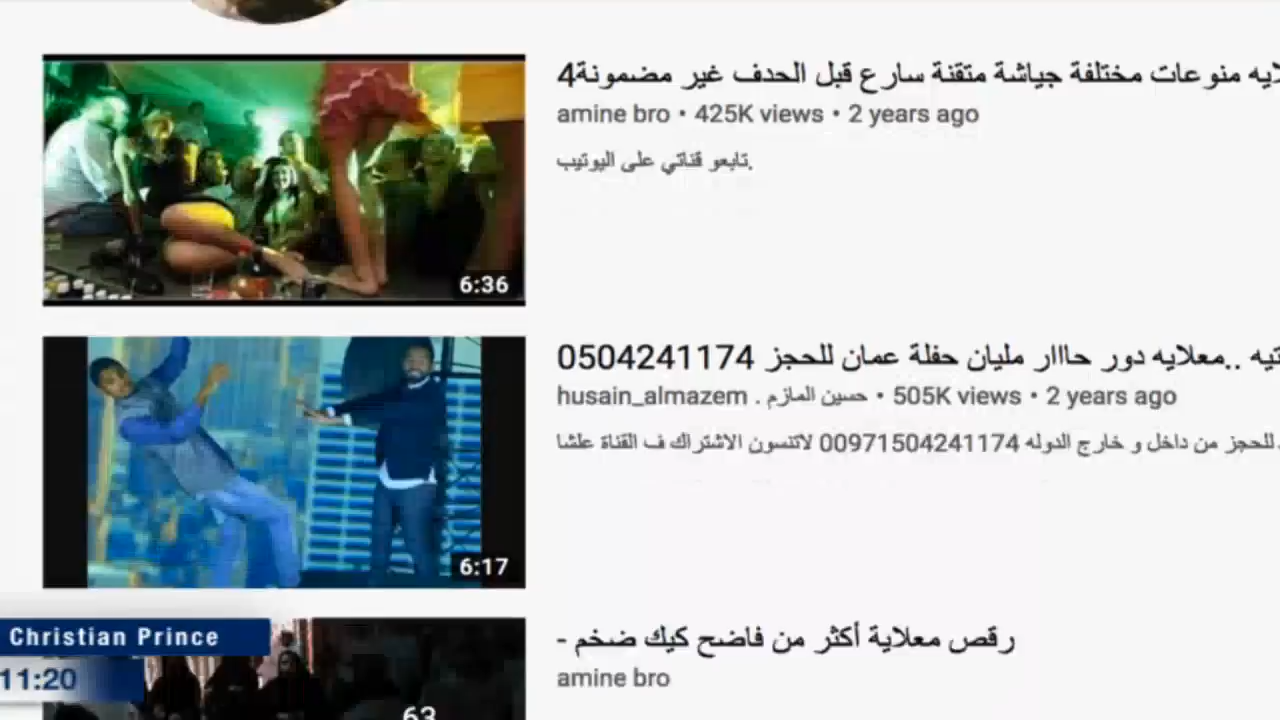 لايه منوعات مختلفة جياشة متقنة سارع قبل الحدف غير مضمونة4
amine bro • 425K views • 2 years ago
تابعو قناتي على اليوتيب.
6:36
تيه ..معلايه دور حااار مليان حفلة عمان للحجز 0504241174
husain_almazem . حسين المازم • 505K views • 2 years ago
للحجز من داخل و خارج الدوله 00971504241174 لاتنسون الاشتراك ف القناة علشا
6:17
رقص معلاية أكثر من فاضح كيك ضخم -
amine bro
63
Christian Prince
11:20